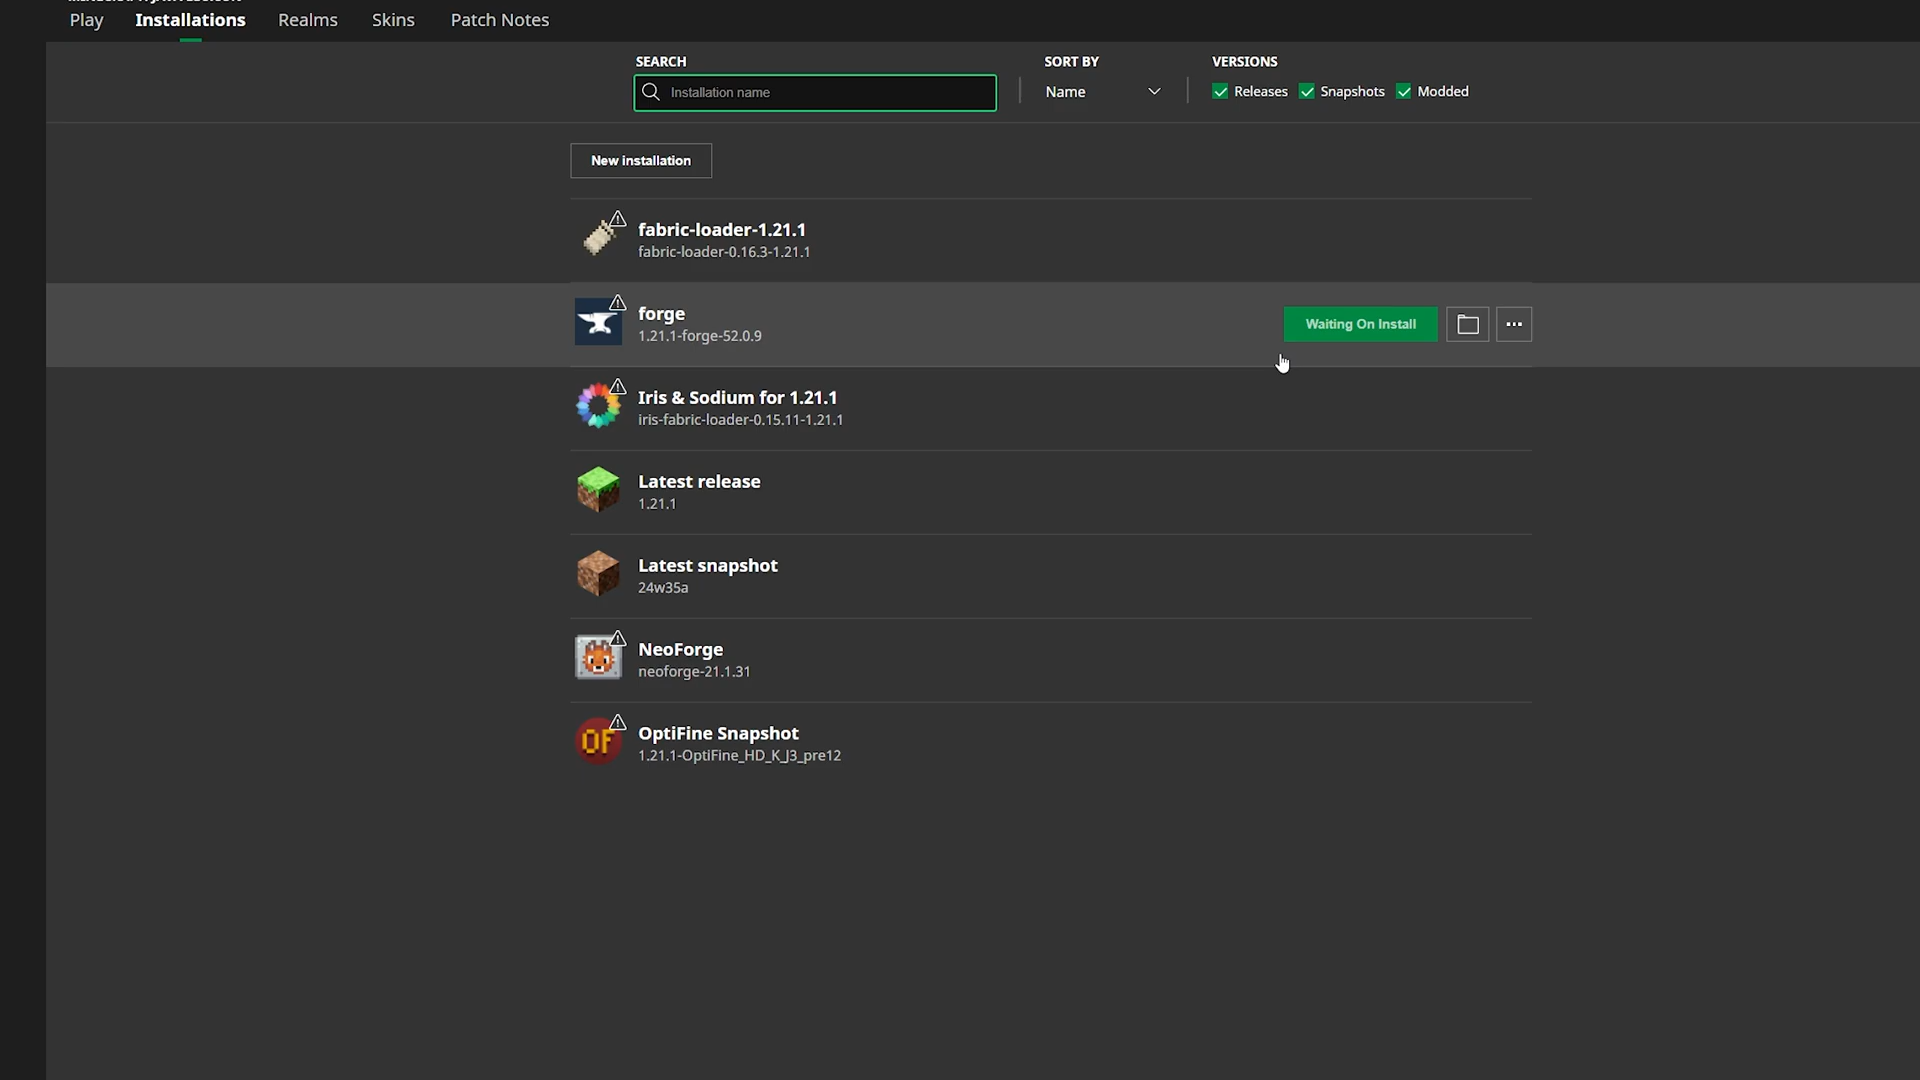 Play Installations Realms Skins Patch Notes
SEARCH SORT BY VERSIONS
Installation name Name Releases Snapshots Modded
New installation
fabric-loader-1.21.1
fabric-loader-0.16.3-1.21.1
forge
1.21.1-forge-52.0.9
Waiting On Install
Iris & Sodium for 1.21.1
iris-fabric-loader-0.15.11-1.21.1
Latest release
1.21.1
Latest snapshot
24w35a
NeoForge
neoforge-21.1.31
OF
OptiFine Snapshot
1.21.1-OptiFine_HD_K_J3_pre12